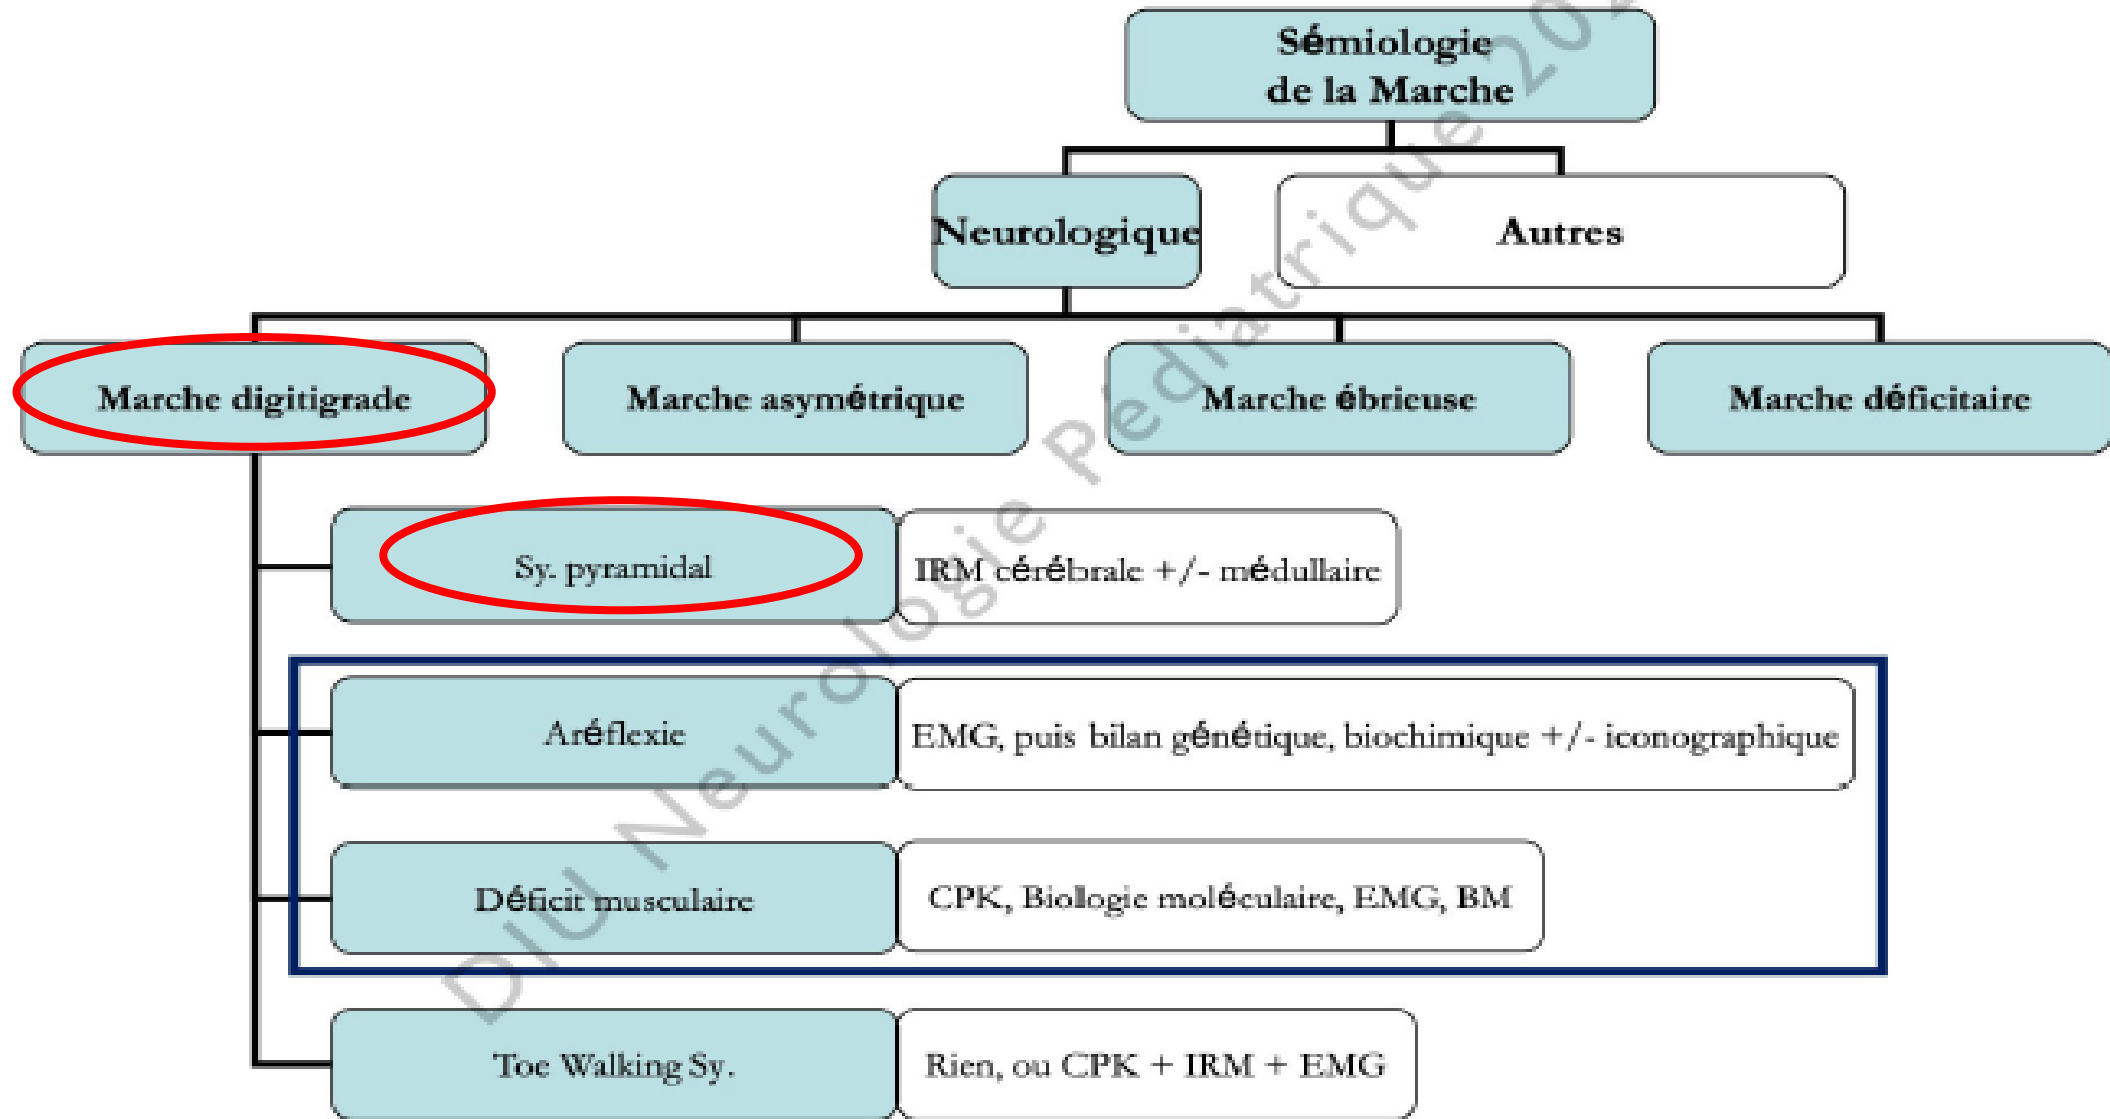 Sémiologie
de la Marche
Neurologique
Autres
Marche digitigrade
Marche asymétrique
Marche ébrieuse
Marche déficitaire
Sy. pyramidal
IRM cérébrale +/- médullaire
Aréflexie
EMG, puis bilan génétique, biochimique +/- iconographique
Déficit musculaire
CPK, Biologie moléculaire, EMG, BM
Toe Walking Sy.
Rien, ou CPK + IRM + EMG
DIU Neurologie Pédiatrique